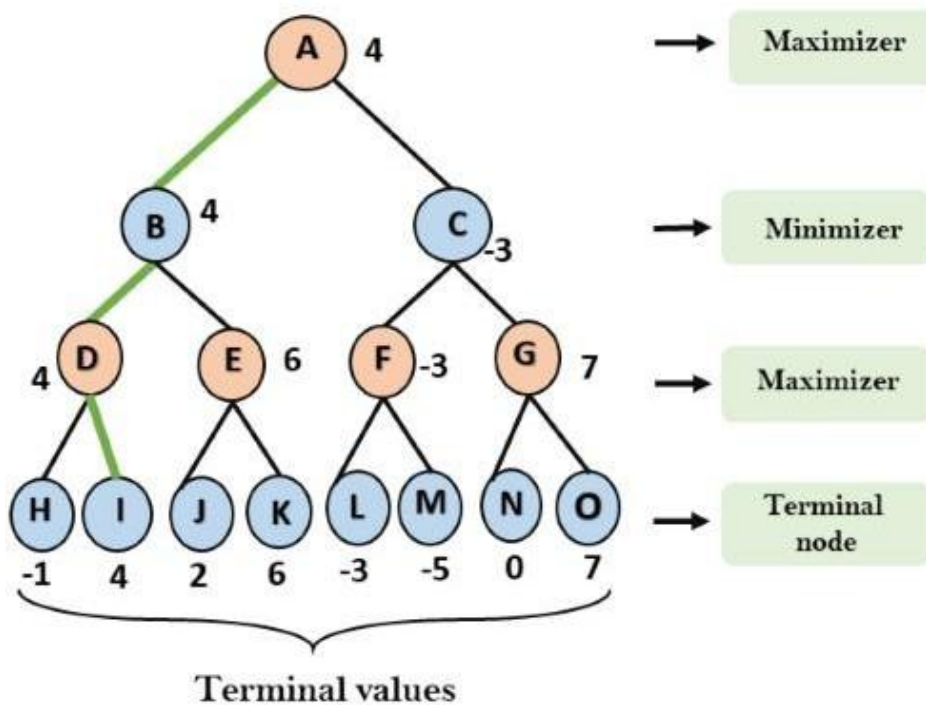 A 4 Maximizer
B 4 C -3 Minimizer
D 4 E 6 F -3 G 7 Maximizer
H I J K L M N O Terminal
node
-1 4 2 6 -3 -5 0 7
Terminal values